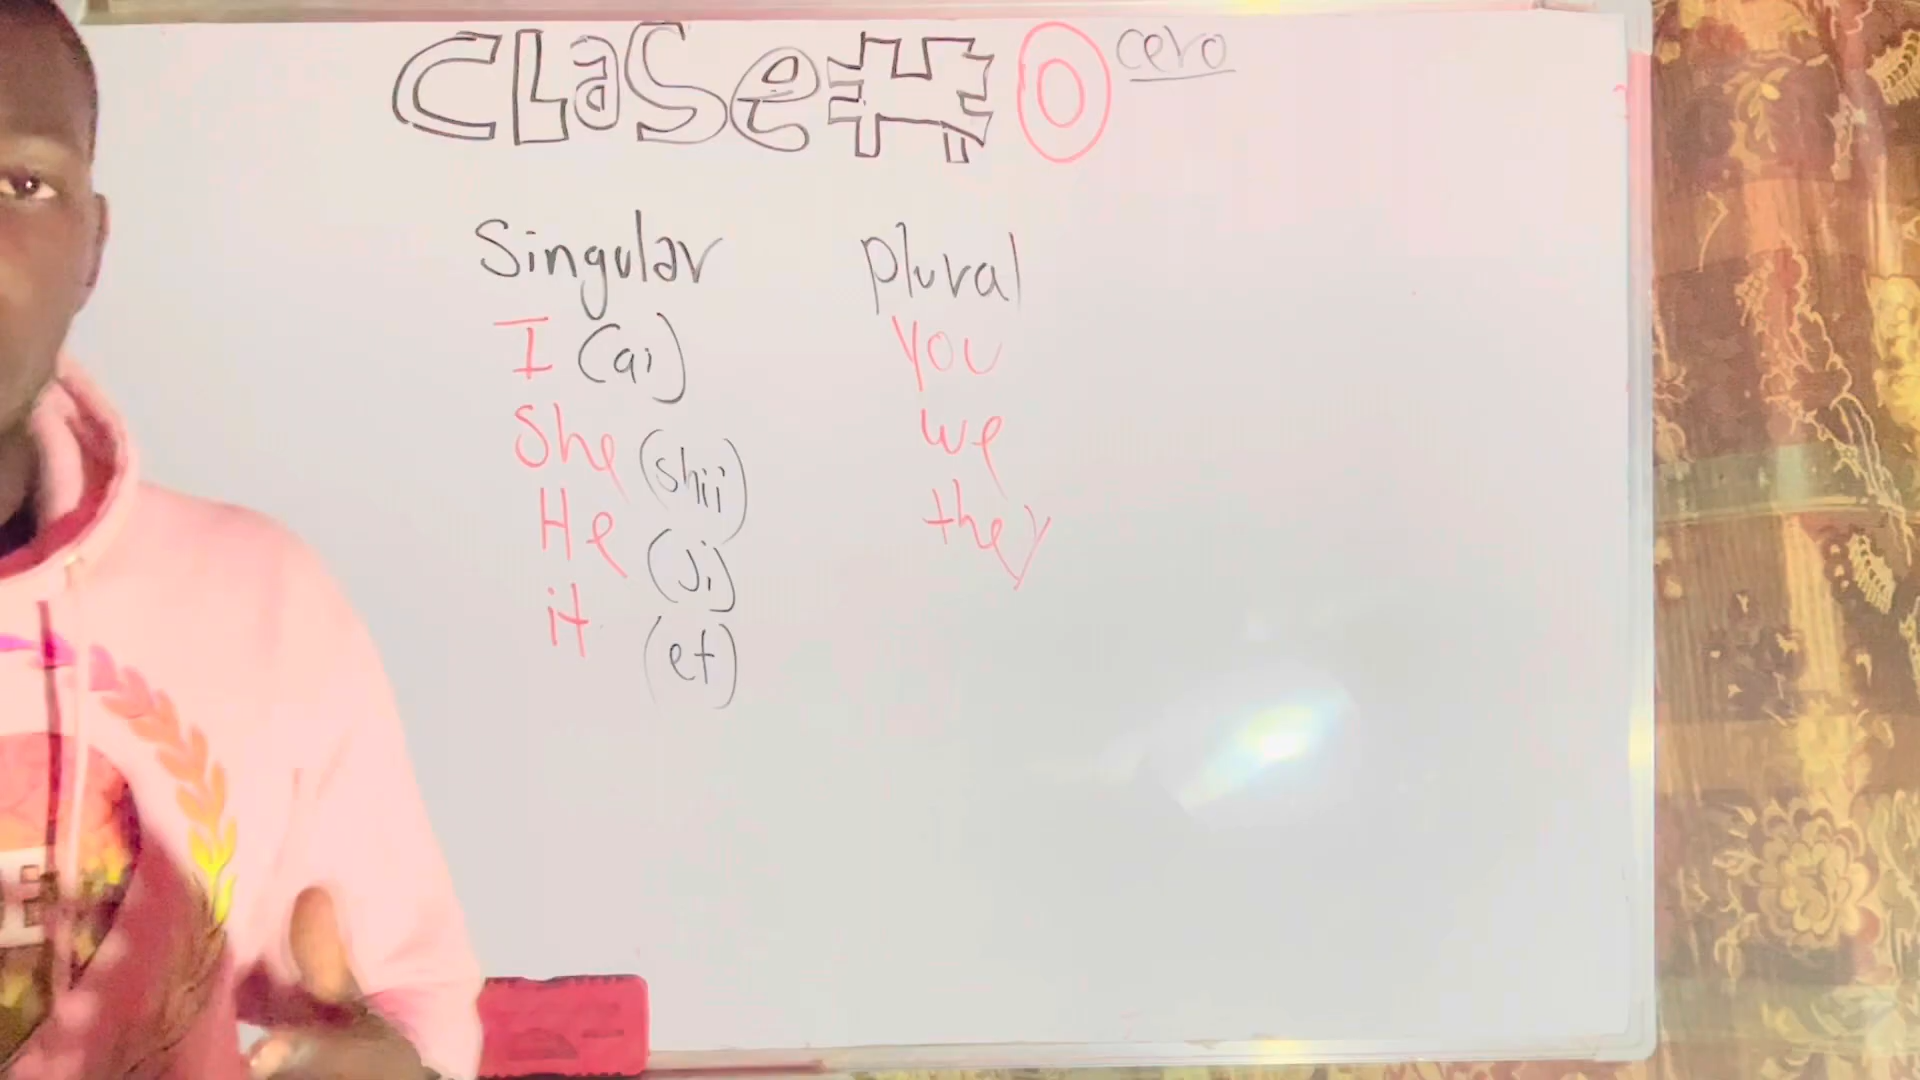 CLaSe # 0 cero
Singular plural
I (ai) You
She (shii) we
He (Ji) they
it (et)